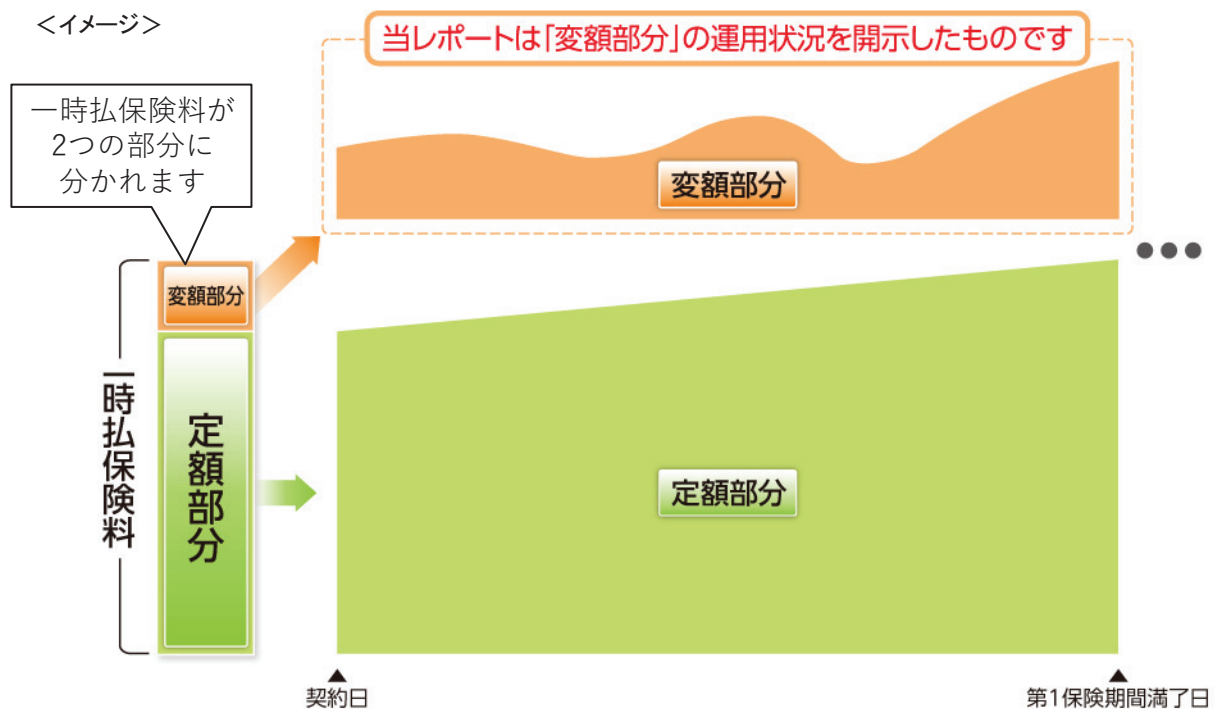 ＜イメージ＞
当レポートは「変額部分」の運用状況を開示したものです
一時払保険料が
2つの部分に
分かれます
変額部分
変額部分
一時払保険料
定額部分
定額部分
●●●
▲
契約日
▲
第1保険期間満了日